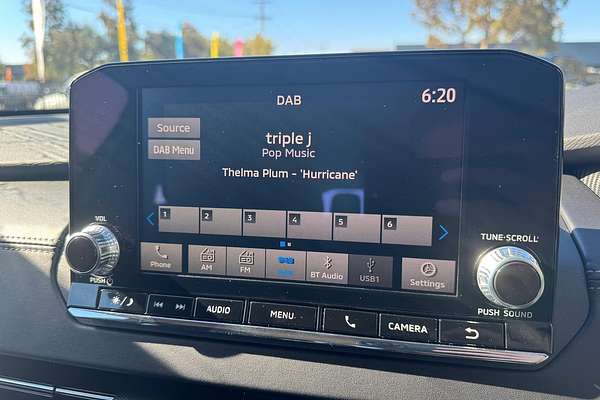 DAB
6:20
Source
DAB Menu
triple j
Pop Music
Thelma Plum - 'Hurricane'
1 2 3 4 5 6
Phone
AM
FM
BT Audio
USB1
Settings
VOL
PUSH
TUNE·SCROLL
PUSH SOUND
AUDIO
MENU
CAMERA